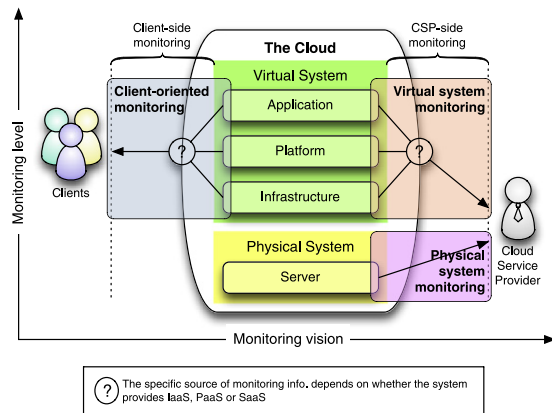 Client-side
monitoring
CSP-side
monitoring
The Cloud
Virtual System
Client-oriented
monitoring
Application
Virtual system
monitoring
?
Platform
?
Clients
Infrastructure
Monitoring level
Physical System
Server
Physical
system
monitoring
Cloud
Service
Provider
Monitoring vision
? The specific source of monitoring info. depends on whether the system
provides IaaS, PaaS or SaaS